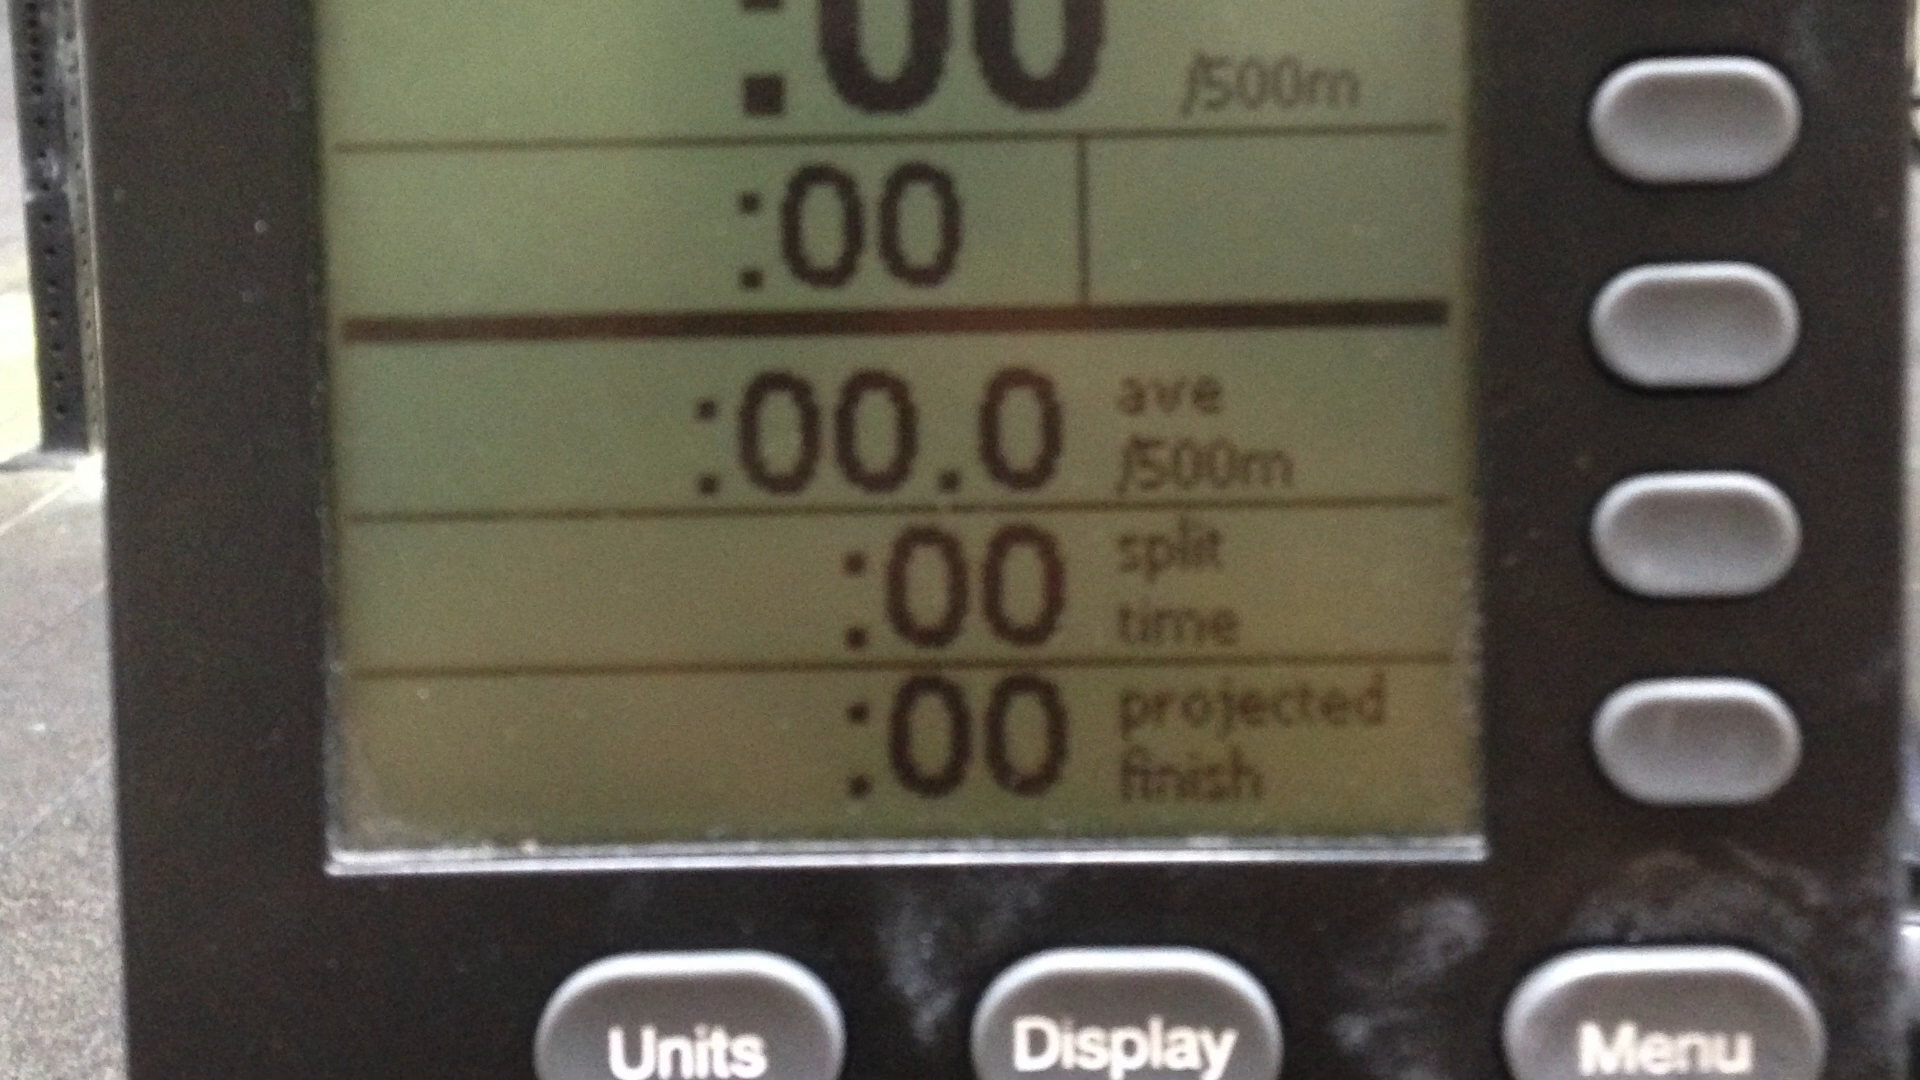 :00 /500m
:00
:00.0 ave
/500m
:00 split
time
:00 projected
finish
Units Display Menu